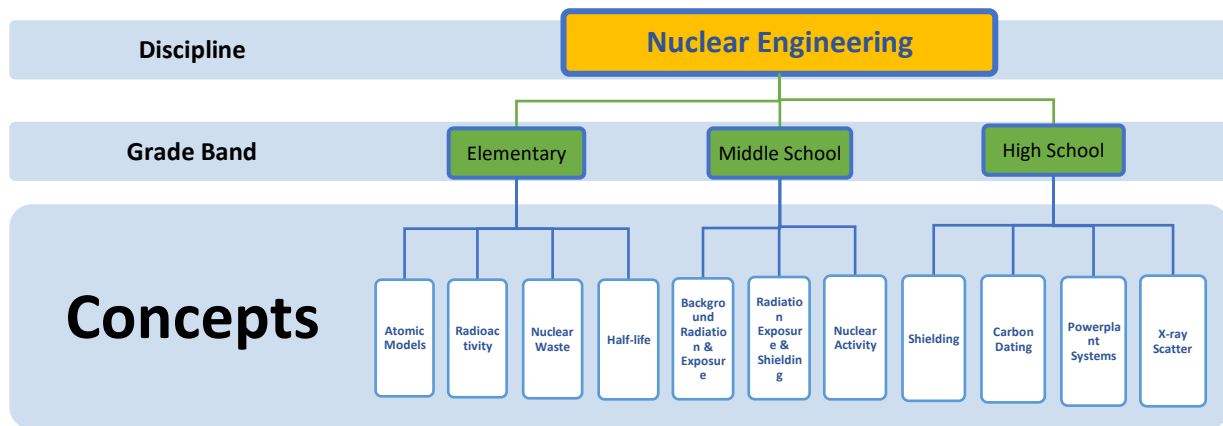 Discipline
Nuclear Engineering
Grade Band
Elementary
Middle School
High School
Concepts
Atomic
Models
Radioac
tivity
Nuclear
Waste
Half-life
Backgro
und
Radiatio
n &
Exposur
e
Radiatio
n
Exposur
e &
Shieldin
g
Nuclear
Activity
Shielding
Carbon
Dating
Powerpla
nt
Systems
X-ray
Scatter